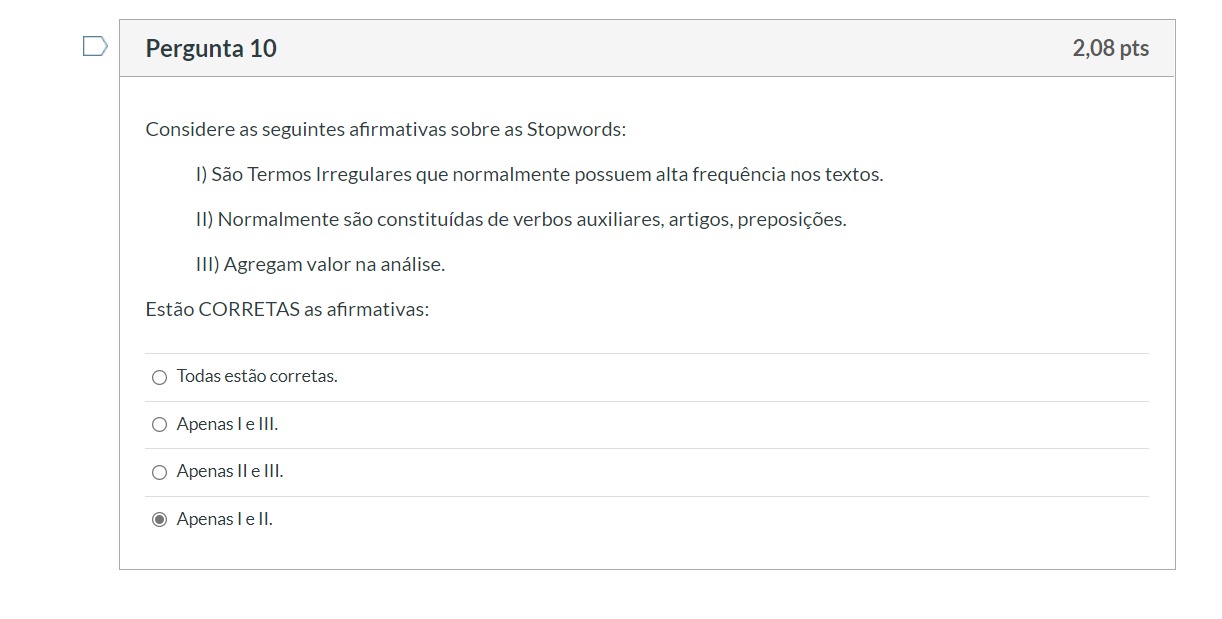 Pergunta 10
2,08 pts
Considere as seguintes afirmativas sobre as Stopwords:
I) São Termos Irregulares que normalmente possuem alta frequência nos textos.
II) Normalmente são constituídas de verbos auxiliares, artigos, preposições.
III) Agregam valor na análise.
Estão CORRETAS as afirmativas:
Todas estão corretas.
Apenas I e III.
Apenas II e III.
Apenas I e II.